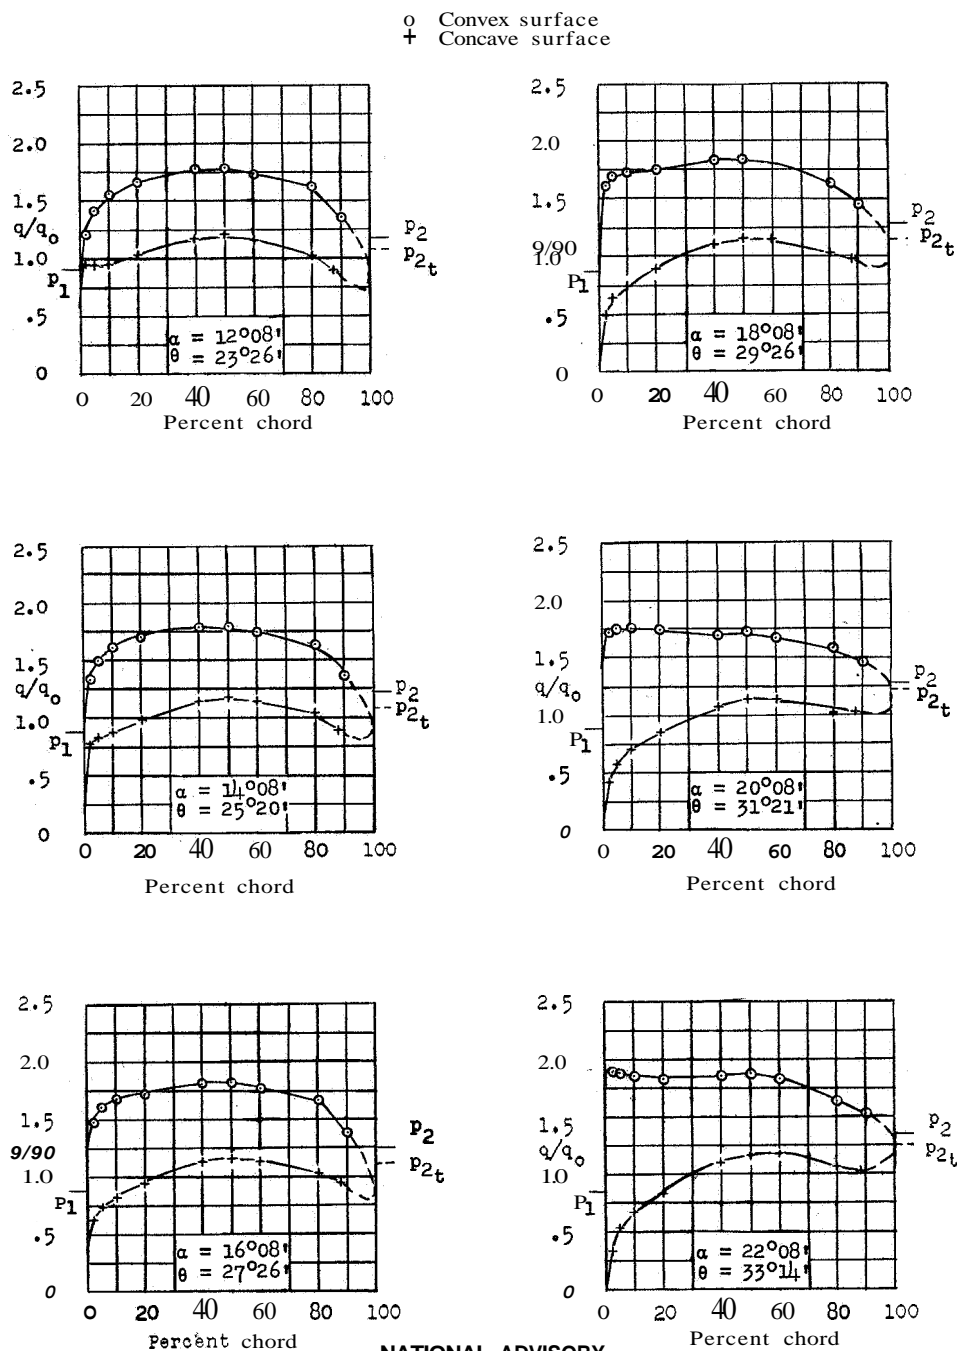 o Convex surface
+ Concave surface
2.5
2.0
1.5
q/q₀
1.0
p₁
.5
0
p₂
p₂ₜ
α = 12°08'
θ = 23°26'
0 20 40 60 80 100
Percent chord
2.5
2.0
1.5
9/90
1.0
P₁
.5
0
p₂
p₂ₜ
α = 18°08'
θ = 29°26'
0 20 40 60 80 100
Percent chord
2.5
2.0
1.5
q/q₀
1.0
p₁
.5
0
p₂
p₂ₜ
α = 14°08'
θ = 25°20'
0 20 40 60 80 100
Percent chord
2.5
2.0
1.5
q/q₀
1.0
P₁
.5
0
p₂
p₂ₜ
α = 20°08'
θ = 31°21'
0 20 40 60 80 100
Percent chord
2.5
2.0
1.5
9/90
1.0
P₁
.5
0
p₂
p₂ₜ
α = 16°08'
θ = 27°26'
0 20 40 60 80 100
Percent chord
2.5
2.0
1.5
q/q₀
1.0
P₁
.5
0
p₂
p₂ₜ
α = 22°08'
θ = 33°14'
0 20 40 60 80 100
Percent chord
NATIONAL ADVISORY